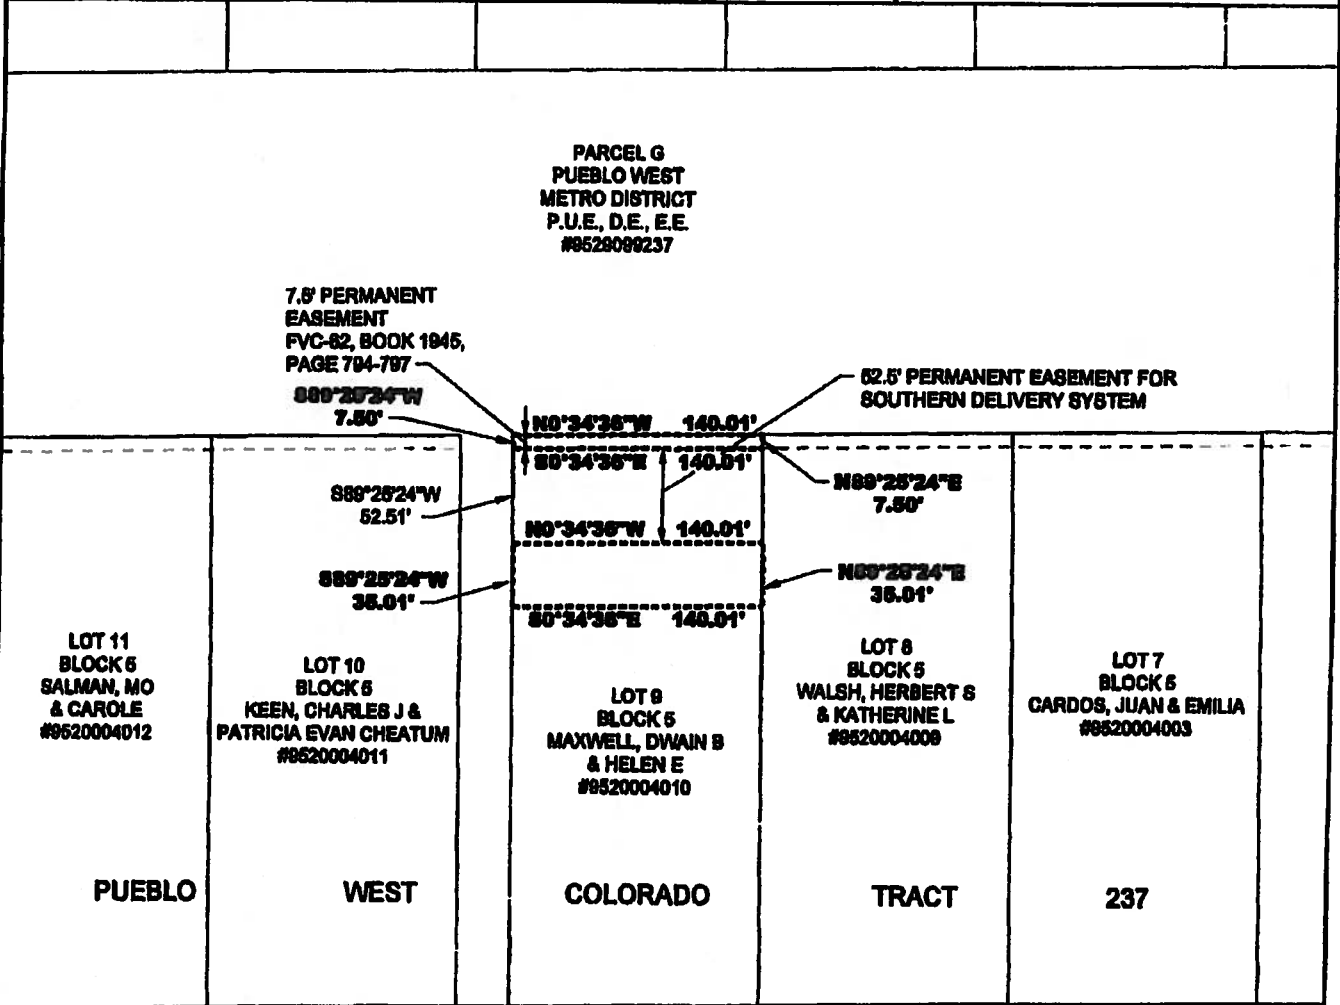 PARCEL G
PUEBLO WEST
METRO DISTRICT
P.U.E., D.E., E.E.
#9529099237
7.5' PERMANENT
EASEMENT
FVC-62, BOOK 1945,
PAGE 794-797
S89°25'24"W
7.50'
52.5' PERMANENT EASEMENT FOR
SOUTHERN DELIVERY SYSTEM
N0°34'36"W 140.01'
S0°34'36"E 140.01'
S89°25'24"W
52.51'
N89°25'24"E
7.50'
N0°34'36"W 140.01'
S89°25'24"W
35.01'
N89°25'24"E
35.01'
S0°34'36"E 140.01'
LOT 11
BLOCK 5
SALMAN, MO
& CAROLE
#9520004012
LOT 10
BLOCK 5
KEEN, CHARLES J &
PATRICIA EVAN CHEATUM
#9520004011
LOT 9
BLOCK 5
MAXWELL, DWAIN B
& HELEN E
#9520004010
LOT 8
BLOCK 5
WALSH, HERBERT S
& KATHERINE L
#9520004009
LOT 7
BLOCK 5
CARDOS, JUAN & EMILIA
#9520004003
PUEBLO WEST COLORADO TRACT 237